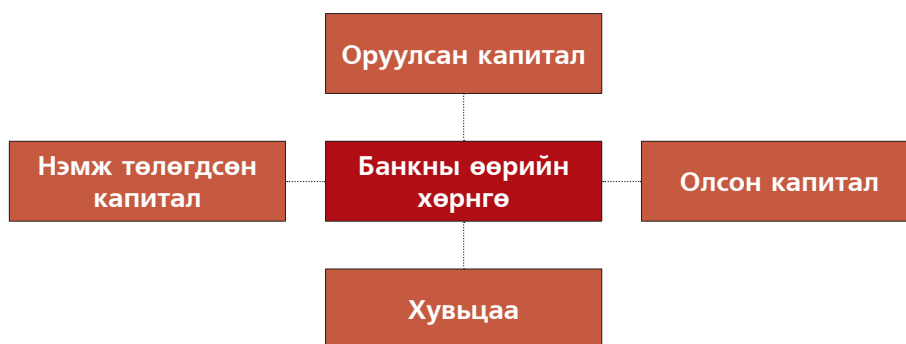 Оруулсан капитал
Нэмж төлөгдсөн
капитал
Банкны өөрийн
хөрнгө
Олсон капитал
Хувьцаа